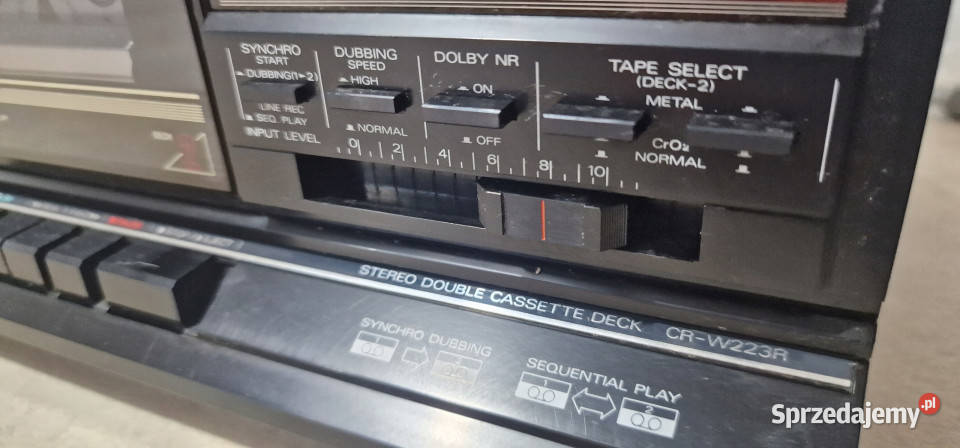 SYNCHRO
START
DUBBING(1▸2)
LINE REC
SEQ. PLAY
INPUT LEVEL
DUBBING
SPEED
HIGH
NORMAL
DOLBY NR
ON
OFF
TAPE SELECT
(DECK-2)
METAL
CrO₂
NORMAL
0 2 4 6 8 10
STEREO DOUBLE CASSETTE DECK CR-W223R
SYNCHRO DUBBING
1
SEQUENTIAL PLAY
1
2
Sprzedajemy.pl